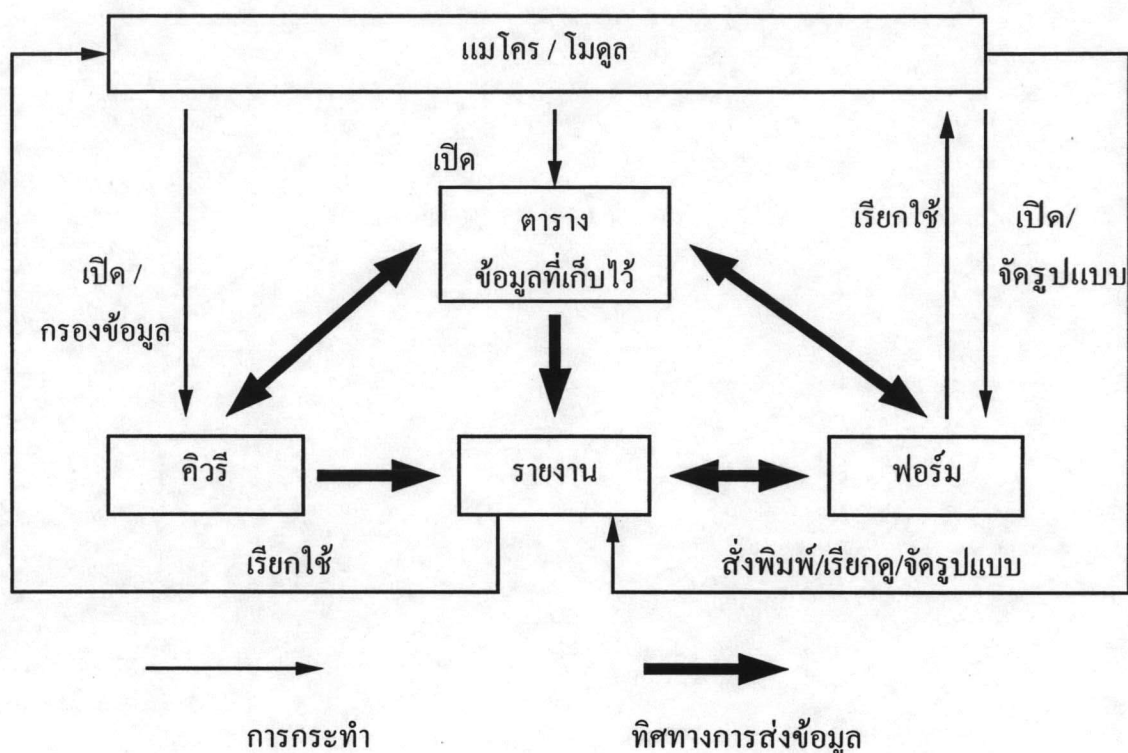 แมโคร / โมดูล
เปิด
ตาราง
ข้อมูลที่เก็บไว้
เรียกใช้
เปิด/
จัดรูปแบบ
เปิด /
กรองข้อมูล
คิวรี
รายงาน
ฟอร์ม
เรียกใช้
สั่งพิมพ์/เรียกดู/จัดรูปแบบ
การกระทำ
ทิศทางการส่งข้อมูล